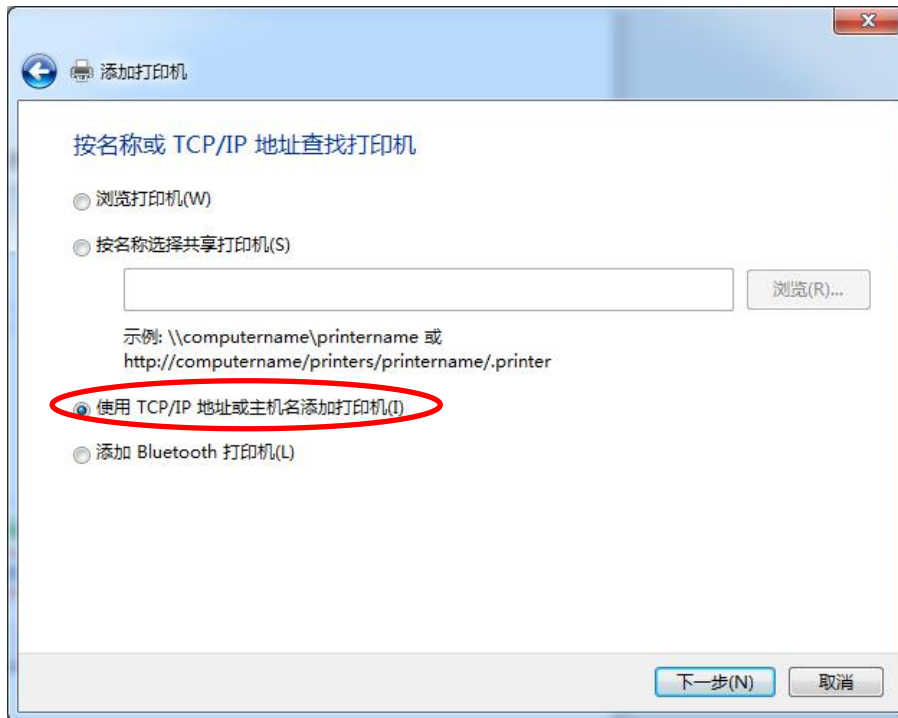 添加打印机
按名称或 TCP/IP 地址查找打印机
浏览打印机(W)
按名称选择共享打印机(S)
浏览(R)...
示例: \\computername\printername 或
http://computername/printers/printername/.printer
使用 TCP/IP 地址或主机名添加打印机(I)
添加 Bluetooth 打印机(L)
下一步(N)
取消